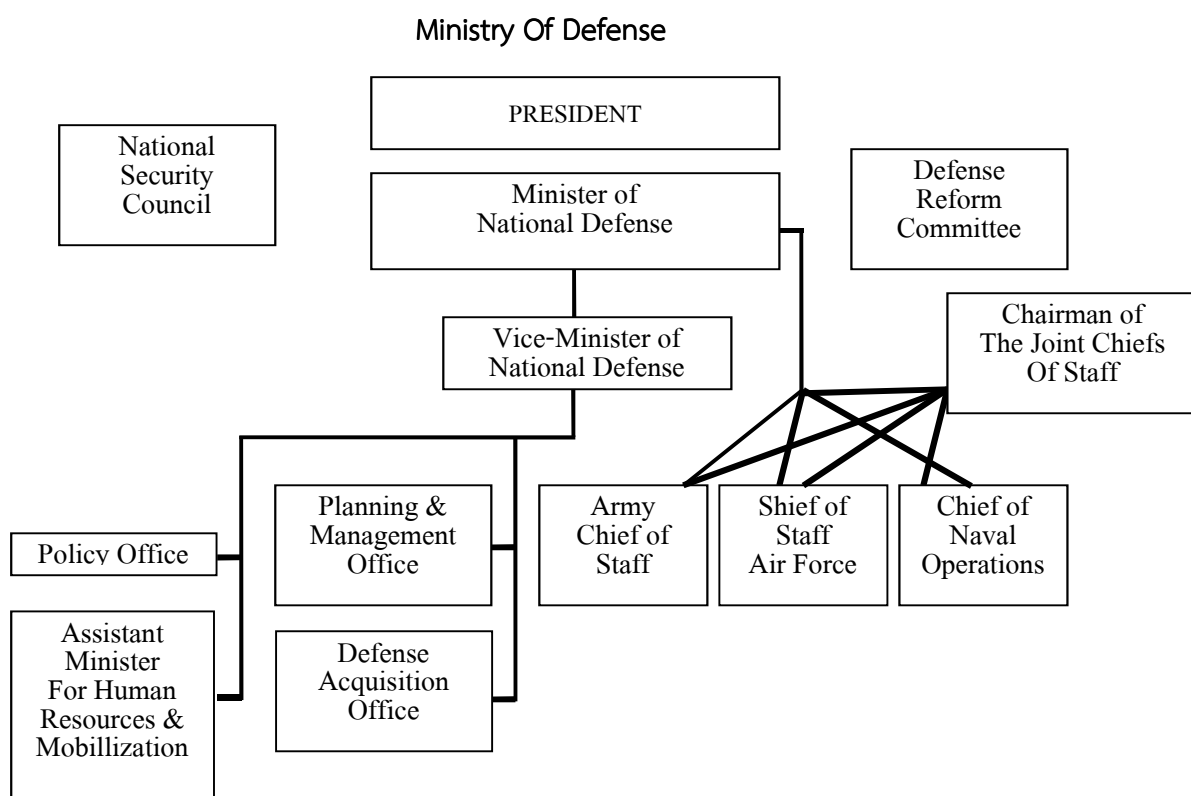 Ministry Of Defense
PRESIDENT
National
Security
Council
Minister of
National Defense
Defense
Reform
Committee
Vice-Minister of
National Defense
Chairman of
The Joint Chiefs
Of Staff
Policy Office
Planning &
Management
Office
Army
Chief of
Staff
Shief of
Staff
Air Force
Chief of
Naval
Operations
Assistant
Minister
For Human
Resources &
Mobillization
Defense
Acquisition
Office